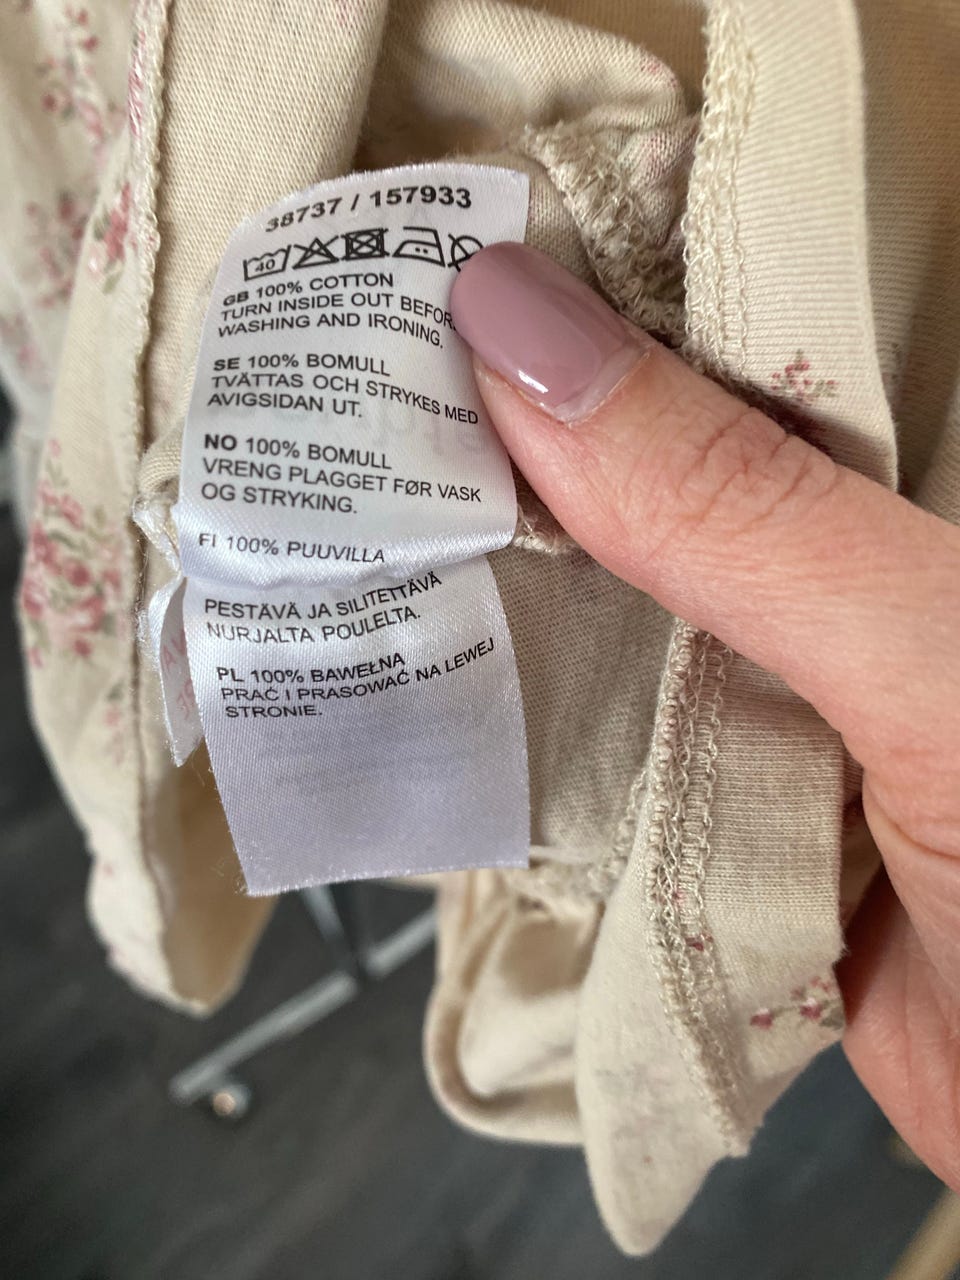 38737 / 157933
40
GB 100% COTTON
TURN INSIDE OUT BEFOR
WASHING AND IRONING.
SE 100% BOMULL
TVÄTTAS OCH STRYKES MED
AVIGSIDAN UT.
NO 100% BOMULL
VRENG PLAGGET FØR VASK
OG STRYKING.
FI 100% PUUVILLA
PESTÄVÄ JA SILITETTÄVÄ
NURJALTA POULELTA.
PL 100% BAWEŁNA
PRAĆ I PRASOWAĆ NA LEWEJ
STRONIE.